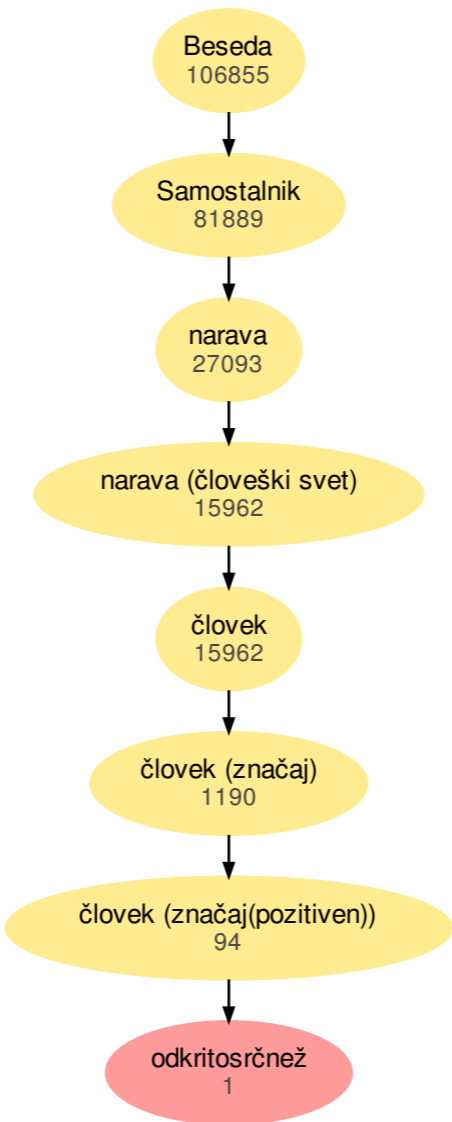 Beseda
106855
Samostalnik
81889
narava
27093
narava (človeški svet)
15962
človek
15962
človek (značaj)
1190
človek (značaj(pozitiven))
94
odkritosrčnež
1